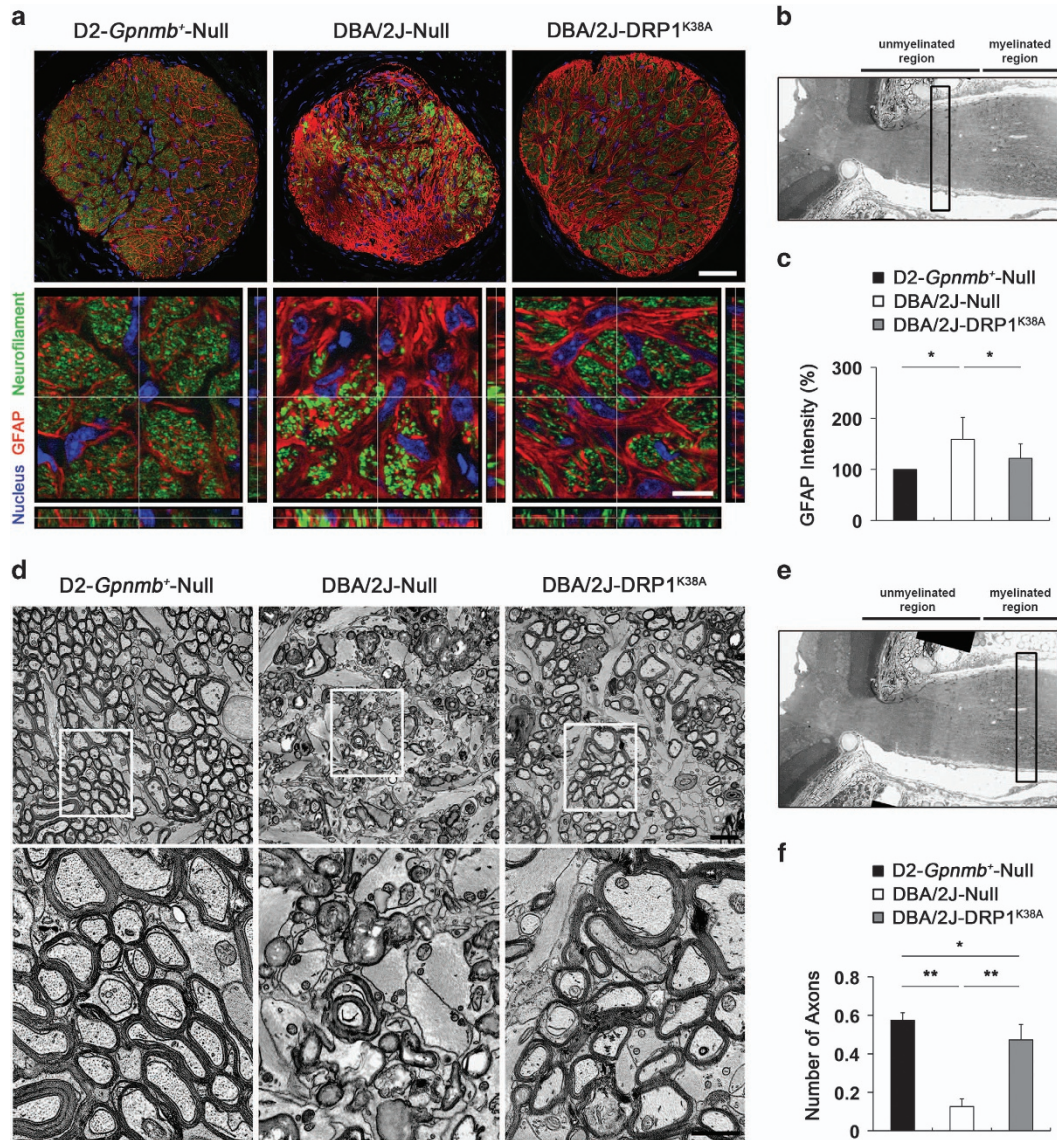 a
D2-Gpnmb⁺-Null
DBA/2J-Null
DBA/2J-DRP1ᴷ³⁸ᴬ
Nucleus GFAP Neurofilament
b
unmyelinated region
myelinated region
c
D2-Gpnmb⁺-Null
DBA/2J-Null
DBA/2J-DRP1ᴷ³⁸ᴬ
* *
300
200
100
0
GFAP Intensity (%)
d
D2-Gpnmb⁺-Null
DBA/2J-Null
DBA/2J-DRP1ᴷ³⁸ᴬ
e
unmyelinated region
myelinated region
f
D2-Gpnmb⁺-Null
DBA/2J-Null
DBA/2J-DRP1ᴷ³⁸ᴬ
*
** **
0.8
0.6
0.4
0.2
0
Number of Axons